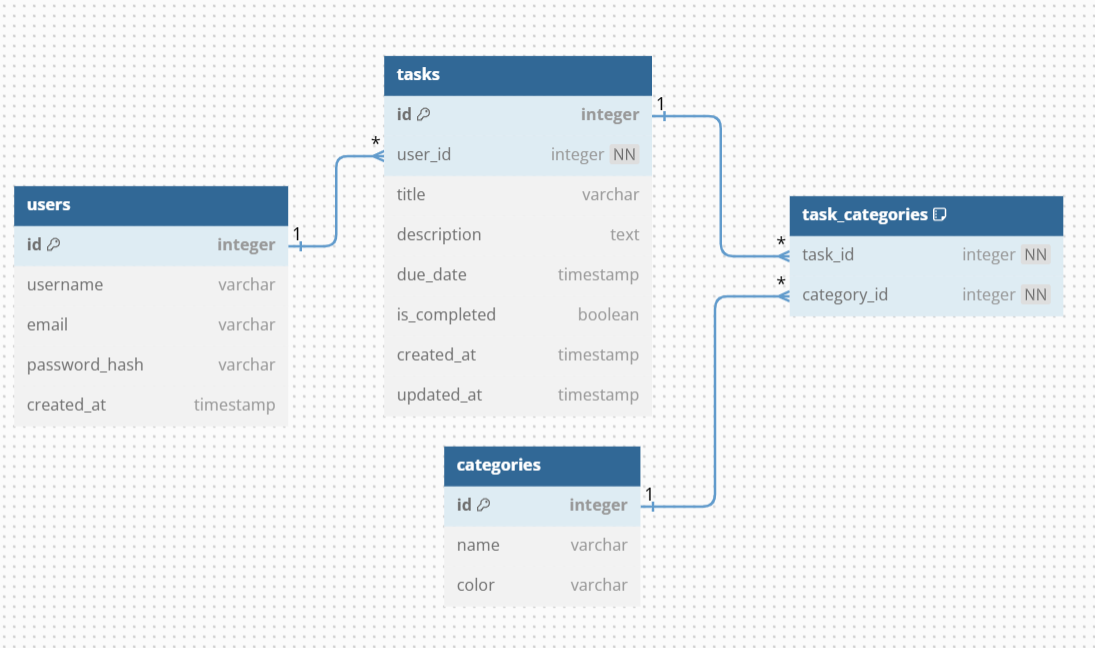 tasks
id integer
user_id integer NN
title varchar
description text
due_date timestamp
is_completed boolean
created_at timestamp
updated_at timestamp
1
*
users
id integer
username varchar
email varchar
password_hash varchar
created_at timestamp
1
task_categories
task_id integer NN
category_id integer NN
*
*
categories
id integer
name varchar
color varchar
1